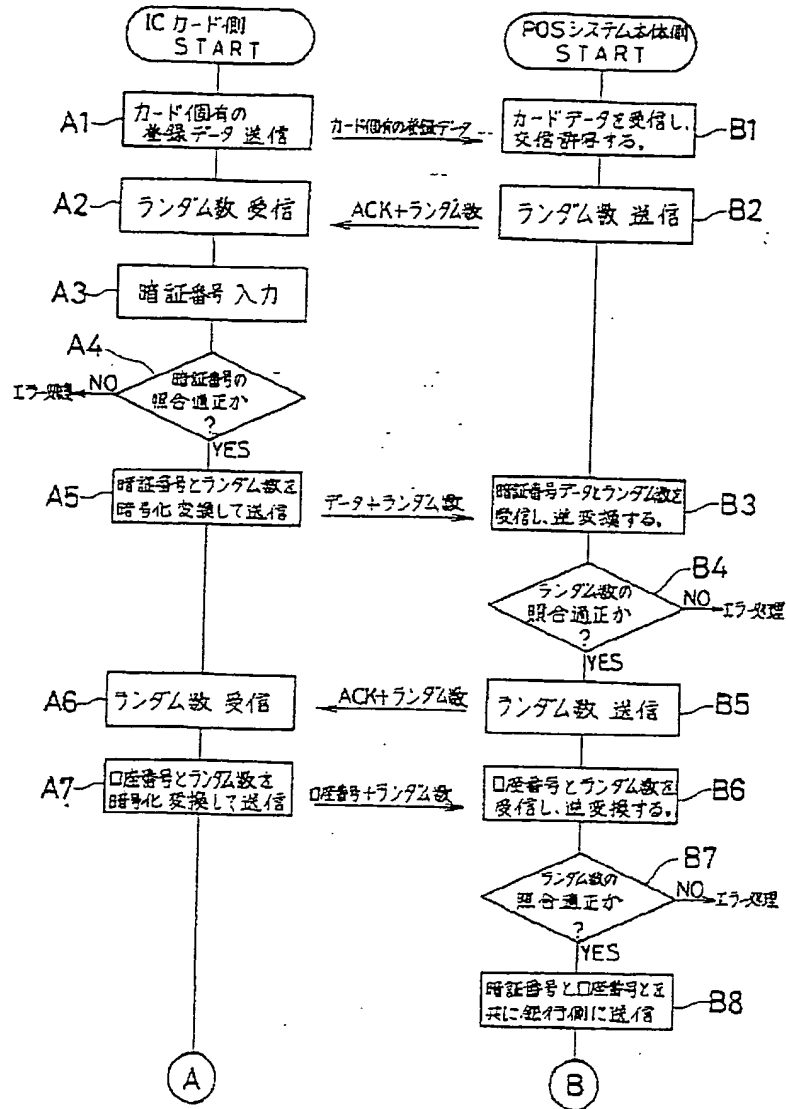 ICカード側
START
POSシステム本体側
START
A1
カード固有の
登録データ 送信
カード固有の登録データ
カードデータを受信し、
交信許可する。
B1
A2
ランダム数 受信
ACK+ランダム数
ランダム数 送信
B2
A3
暗証番号 入力
A4
暗証番号の
照合適正か
?
NO
エラー処理
YES
A5
暗証番号とランダム数を
暗号化変換して送信
データ+ランダム数
暗証番号データとランダム数を
受信し、逆変換する。
B3
B4
ランダム数の
照合適正か
?
NO
エラー処理
YES
A6
ランダム数 受信
ACK+ランダム数
ランダム数 送信
B5
A7
口座番号とランダム数を
暗号化変換して送信
口座番号+ランダム数
口座番号とランダム数を
受信し、逆変換する。
B6
B7
ランダム数の
照合適正か
?
NO
エラー処理
YES
暗証番号と口座番号とを
共に銀行側に送信
B8
A
B